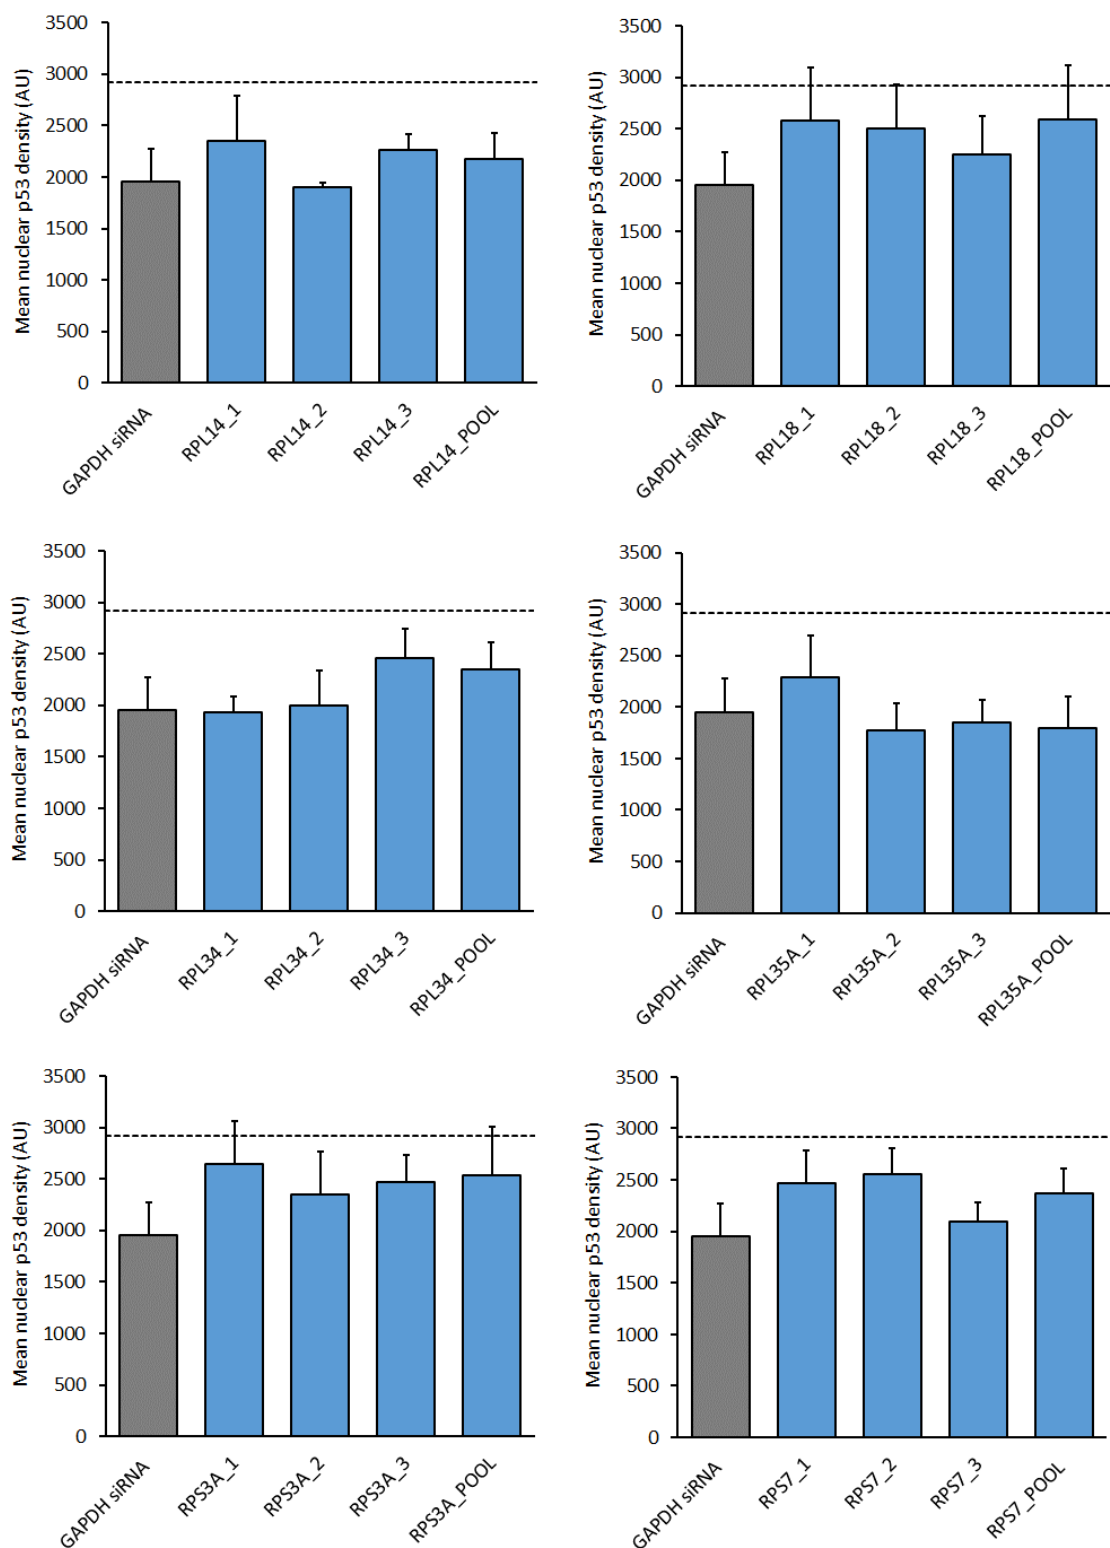 Mean nuclear p53 density (AU)
3500
3000
2500
2000
1500
1000
500
0
GAPDH siRNA
RPL14_1
RPL14_2
RPL14_3
RPL14_POOL
Mean nuclear p53 density (AU)
3500
3000
2500
2000
1500
1000
500
0
GAPDH siRNA
RPL18_1
RPL18_2
RPL18_3
RPL18_POOL
Mean nuclear p53 density (AU)
3500
3000
2500
2000
1500
1000
500
0
GAPDH siRNA
RPL34_1
RPL34_2
RPL34_3
RPL34_POOL
Mean nuclear p53 density (AU)
3500
3000
2500
2000
1500
1000
500
0
GAPDH siRNA
RPL35A_1
RPL35A_2
RPL35A_3
RPL35A_POOL
Mean nuclear p53 density (AU)
3500
3000
2500
2000
1500
1000
500
0
GAPDH siRNA
RPS3A_1
RPS3A_2
RPS3A_3
RPS3A_POOL
Mean nuclear p53 density (AU)
3500
3000
2500
2000
1500
1000
500
0
GAPDH siRNA
RPS7_1
RPS7_2
RPS7_3
RPS7_POOL